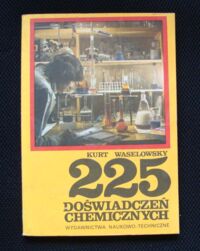 KURT WASELOWSKY
225
DOŚWIADCZEŃ
CHEMICZNYCH
WYDAWNICTWA NAUKOWO-TECHNICZNE